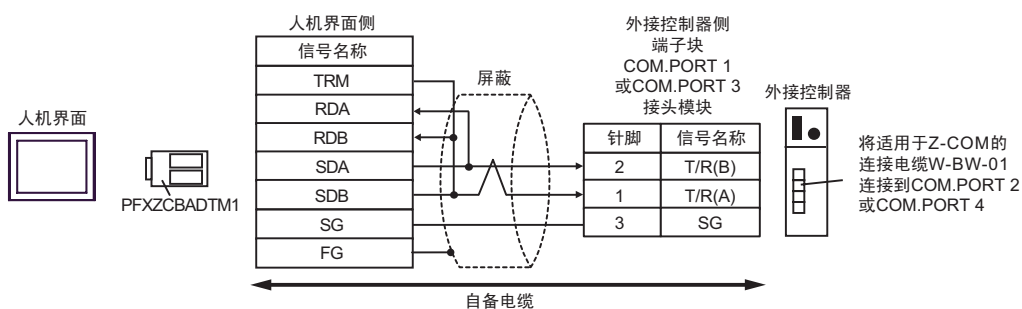 人机界面
PFXZCBADTM1
人机界面侧
信号名称
TRM
RDA
RDB
SDA
SDB
SG
FG
屏蔽
自备电缆
外接控制器侧
端子块
COM.PORT 1
或COM.PORT 3
接头模块
针脚 信号名称
2 T/R(B)
1 T/R(A)
3 SG
外接控制器
将适用于Z-COM的
连接电缆W-BW-01
连接到COM.PORT 2
或COM.PORT 4